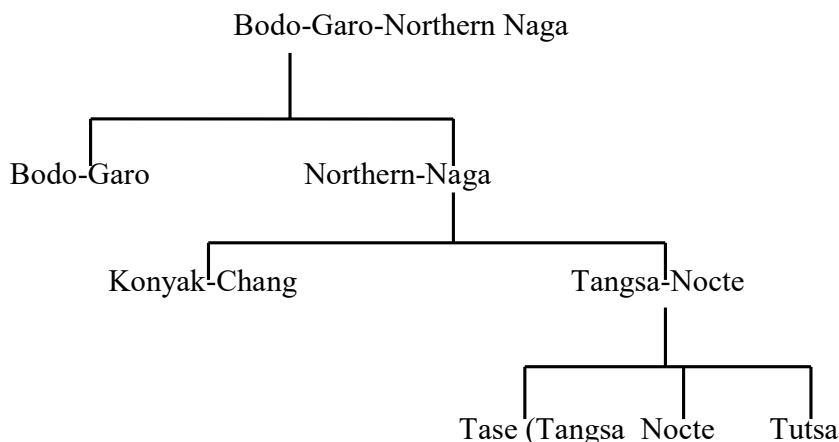 Bodo-Garo-Northern Naga
Bodo-Garo Northern-Naga
Konyak-Chang Tangsa-Nocte
Tase (Tangsa Nocte Tutsa